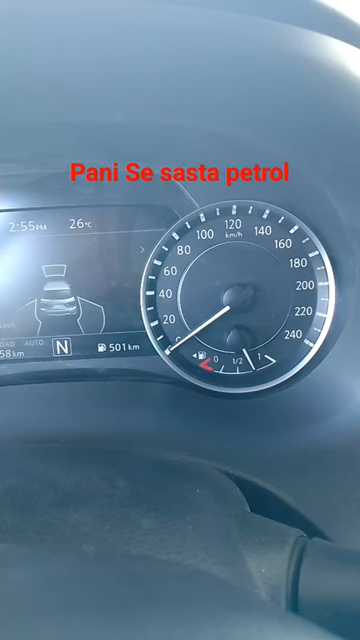 Pani Se sasta petrol
2:55PM 26°C
120
100 140
km/h
80 160
60 180
40 200
20 220
0 240
AUTO
N 501 km
58km
0 1/2 1